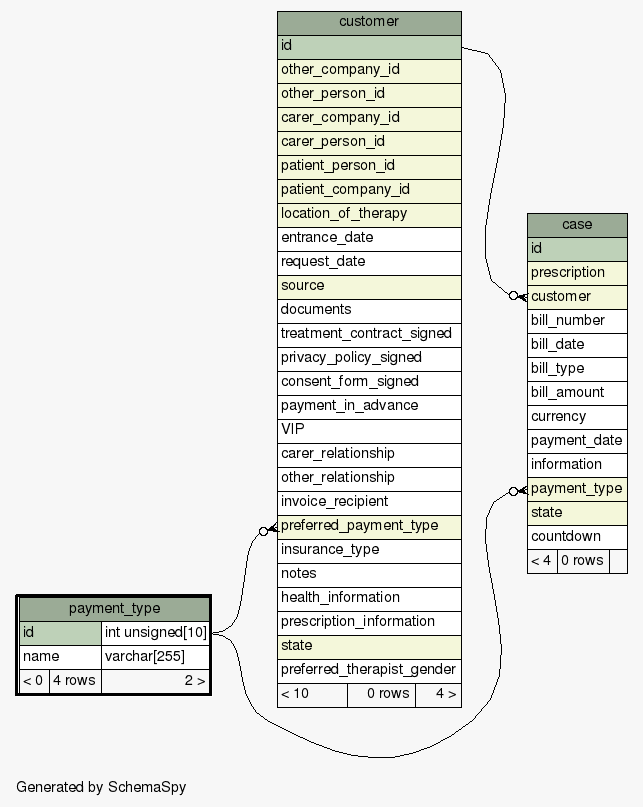 customer
id
other_company_id
other_person_id
carer_company_id
carer_person_id
patient_person_id
patient_company_id
location_of_therapy
entrance_date
request_date
source
documents
treatment_contract_signed
privacy_policy_signed
consent_form_signed
payment_in_advance
VIP
carer_relationship
other_relationship
invoice_recipient
preferred_payment_type
insurance_type
notes
health_information
prescription_information
state
preferred_therapist_gender
< 10 0 rows 4 >
case
id
prescription
customer
bill_number
bill_date
bill_type
bill_amount
currency
payment_date
information
payment_type
state
countdown
< 4 0 rows
payment_type
id int unsigned[10]
name varchar[255]
< 0 4 rows 2 >
Generated by SchemaSpy